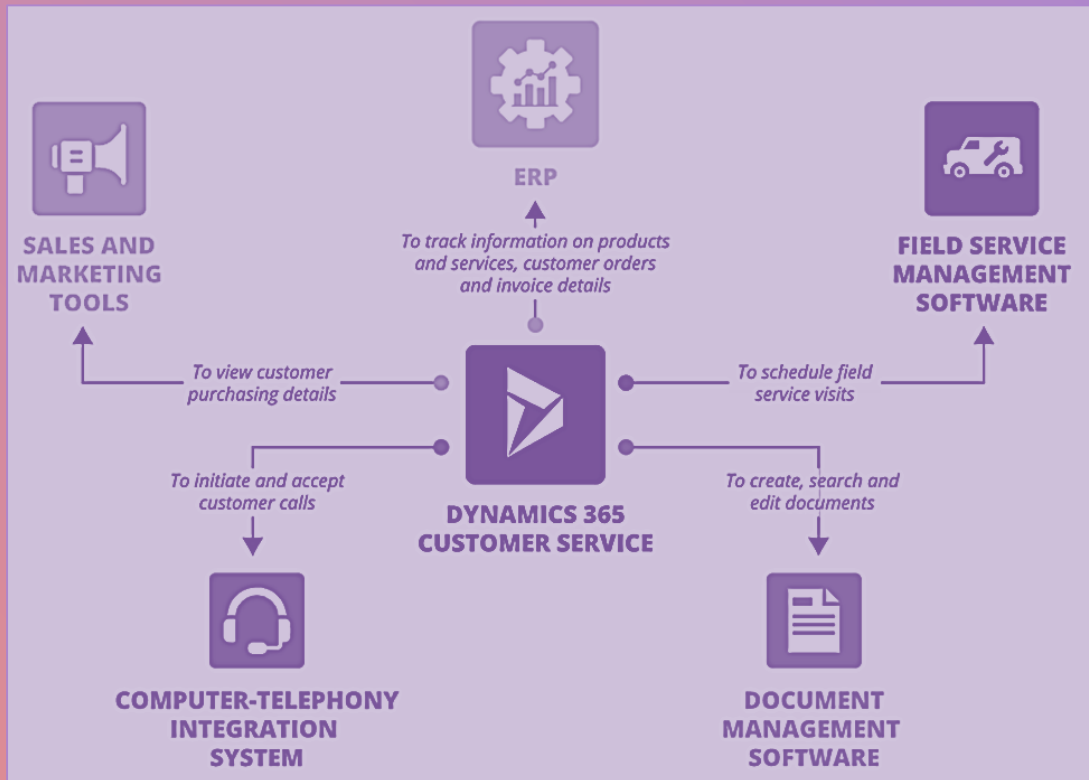 ERP
SALES AND
MARKETING
TOOLS
To track information on products
and services, customer orders
and invoice details
FIELD SERVICE
MANAGEMENT
SOFTWARE
To view customer
purchasing details
To schedule field
service visits
To initiate and accept
customer calls
To create, search and
edit documents
DYNAMICS 365
CUSTOMER SERVICE
COMPUTER-TELEPHONY
INTEGRATION
SYSTEM
DOCUMENT
MANAGEMENT
SOFTWARE